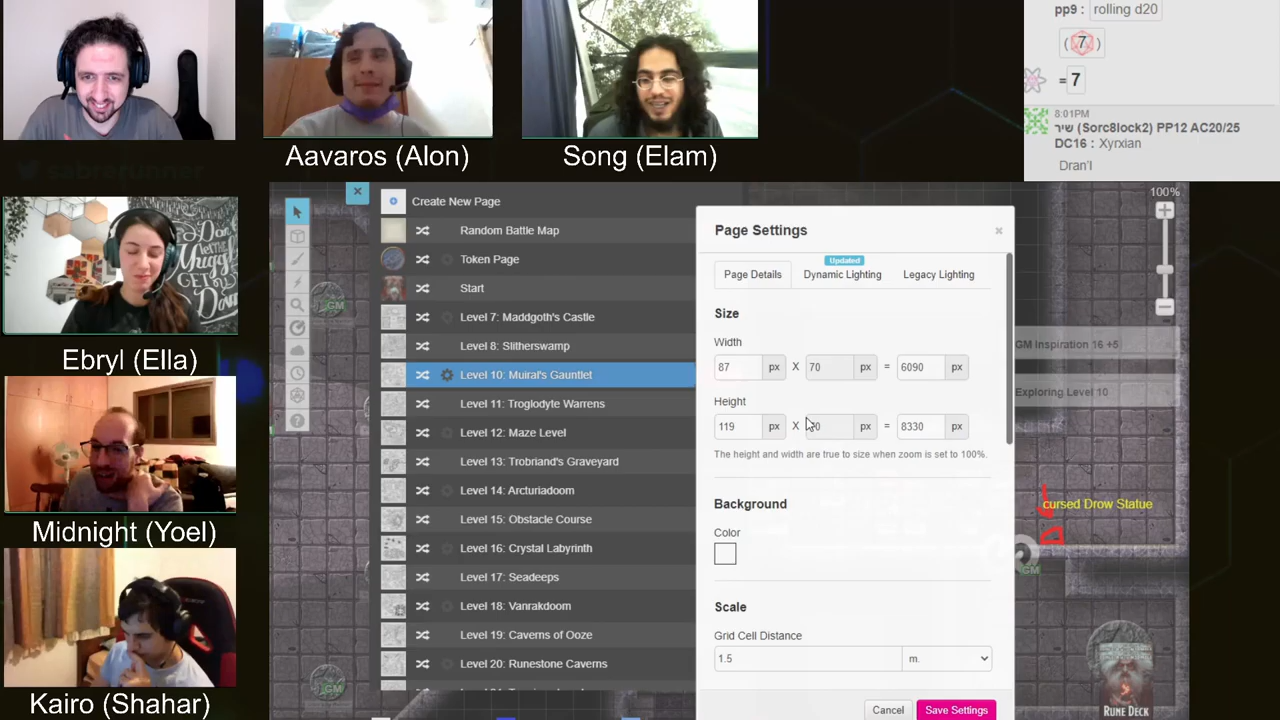 pp9 :
rolling d20
( 7 )
= 7
8:01PM
שיר (Sorc8lock2) PP12 AC20/25
DC16 : Xyrxian
Dran'l
Aavaros (Alon)
Song (Elam)
sabrarunner
Ebryl (Ella)
Midnight (Yoel)
Kairo (Shahar)
Create New Page
Random Battle Map
Token Page
Start
Level 7: Maddgoth's Castle
Level 8: Slitherswamp
Level 10: Muiral's Gauntlet
Level 11: Troglodyte Warrens
Level 12: Maze Level
Level 13: Trobriand's Graveyard
Level 14: Arcturiadoom
Level 15: Obstacle Course
Level 16: Crystal Labyrinth
Level 17: Seadeeps
Level 18: Vanrakdoom
Level 19: Caverns of Ooze
Level 20: Runestone Caverns
Page Settings
Updated
Page Details
Dynamic Lighting
Legacy Lighting
Size
Width
87 px X 70 px = 6090 px
Height
119 px X px = 8330 px
The height and width are true to size when zoom is set to 100%.
Background
Color
Scale
Grid Cell Distance
1.5 m.
Cancel
Save Settings
100%
GM Inspiration 16 +5
Exploring Level 10
cursed Drow Statue
GM
GM
GM
RUNE DECK